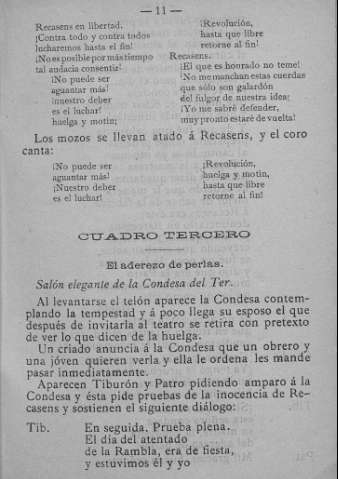 — 11 —
Recasens en libertad.
¡Contra todo y contra todos
lucharemos hasta el fin!
¡No es posible por más tiempo
tal audacia consentir!
¡No puede ser
aguantar más!
¡nuestro deber
es el luchar!
huelga y motin;
¡Revolución,
hasta que libre
retorne al fin!
Recasens.
¡El que es honrado no teme!
¡No me manchan estas cuerdas
que sólo son galardón
del fulgor de nuestra idea;
¡Yo me sabré defender,
muy pronto estaré de vuelta!
Los mozos se llevan atado á Recasens, y el coro
canta:
¡No puede ser
aguantar más!
¡Nuestro deber
es el luchar!
¡Revolución,
huelga y motin,
hasta que libre
retorne al fin!
CUADRO TERCERO
El aderezo de perlas.
Salón elegante de la Condesa del Ter.
Al levantarse el telón aparece la Condesa contem-
plando la tempestad y á poco llega su esposo el que
después de invitarla al teatro se retira con pretexto
de ver lo que dicen de la huelga.
Un criado anuncia á la Condesa que un obrero y
una jóven quieren verla y ella le ordena les mande
pasar inmediatamente.
Aparecen Tiburón y Patro pidiendo amparo á la
Condesa y ésta pide pruebas de la inocencia de Re-
casens y sostienen el siguiente diálogo:
Tib. En seguida. Prueba plena.
El día del atentado
de la Rambla, era de fiesta,
y estuvimos él y yo